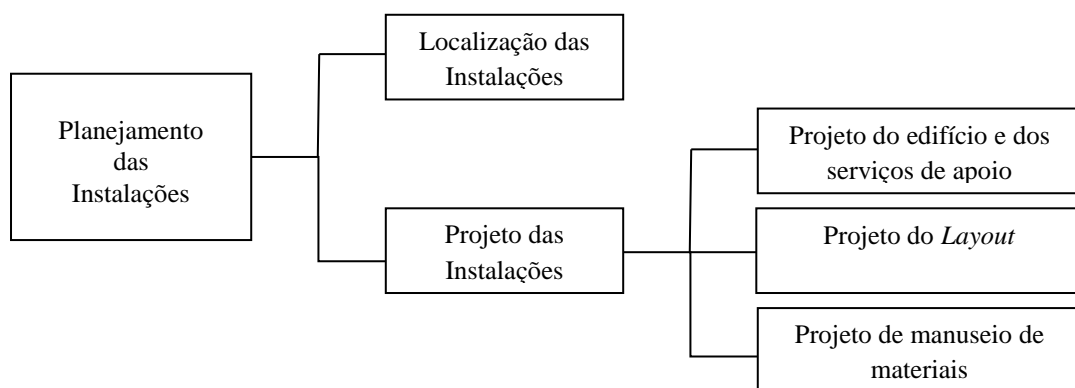 Planejamento
das
Instalações
Localização das
Instalações
Projeto das
Instalações
Projeto do edifício e dos
serviços de apoio
Projeto do Layout
Projeto de manuseio de
materiais